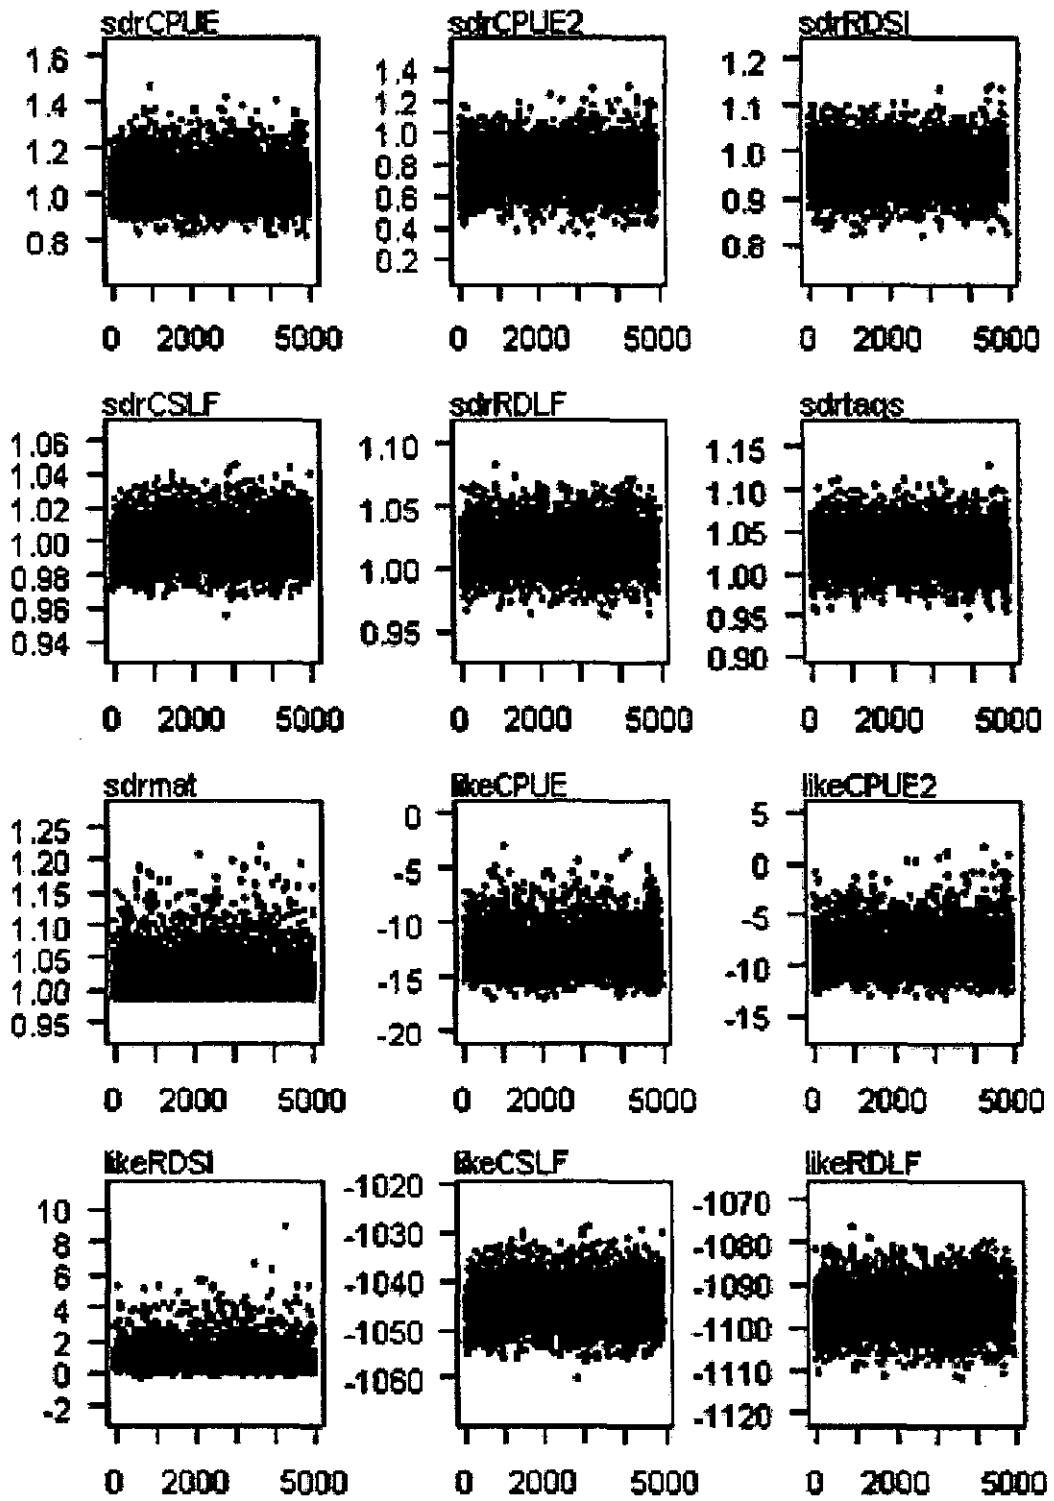 sdrCPUE sdrCPUE2 sdrRDSI
1.6 1.4 1.2 1.0 0.8
1.4 1.2 1.0 0.8 0.6 0.4 0.2
1.2 1.1 1.0 0.9 0.8
0 2000 5000 0 2000 5000 0 2000 5000
sdrCSLF sdrRDLF sdrtags
1.06 1.04 1.02 1.00 0.98 0.96 0.94
1.10 1.05 1.00 0.95
1.15 1.10 1.05 1.00 0.95 0.90
0 2000 5000 0 2000 5000 0 2000 5000
sdrmat likeCPUE likeCPUE2
1.25 1.20 1.15 1.10 1.05 1.00 0.95
0 -5 -10 -15 -20
5 0 -5 -10 -15
0 2000 5000 0 2000 5000 0 2000 5000
likeRDSI likeCSLF likeRDLF
10 8 6 4 2 0 -2
-1020 -1030 -1040 -1050 -1060
-1070 -1080 -1090 -1100 -1110 -1120
0 2000 5000 0 2000 5000 0 2000 5000